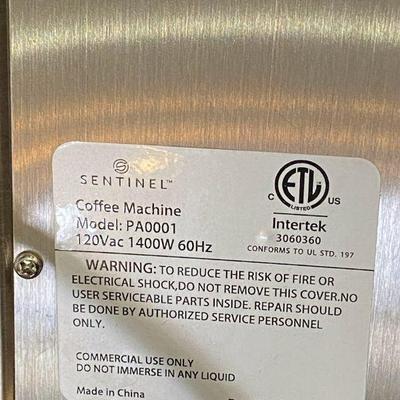 SENTINEL™
Coffee Machine
Model: PA0001
120Vac 1400W 60Hz
C ETL US
LISTED
Intertek
3060360
CONFORMS TO UL STD. 197
WARNING: TO REDUCE THE RISK OF FIRE OR
ELECTRICAL SHOCK,DO NOT REMOVE THIS COVER.NO
USER SERVICEABLE PARTS INSIDE. REPAIR SHOULD
BE DONE BY AUTHORIZED SERVICE PERSONNEL
ONLY.
COMMERCIAL USE ONLY
DO NOT IMMERSE IN ANY LIQUID
Made in China